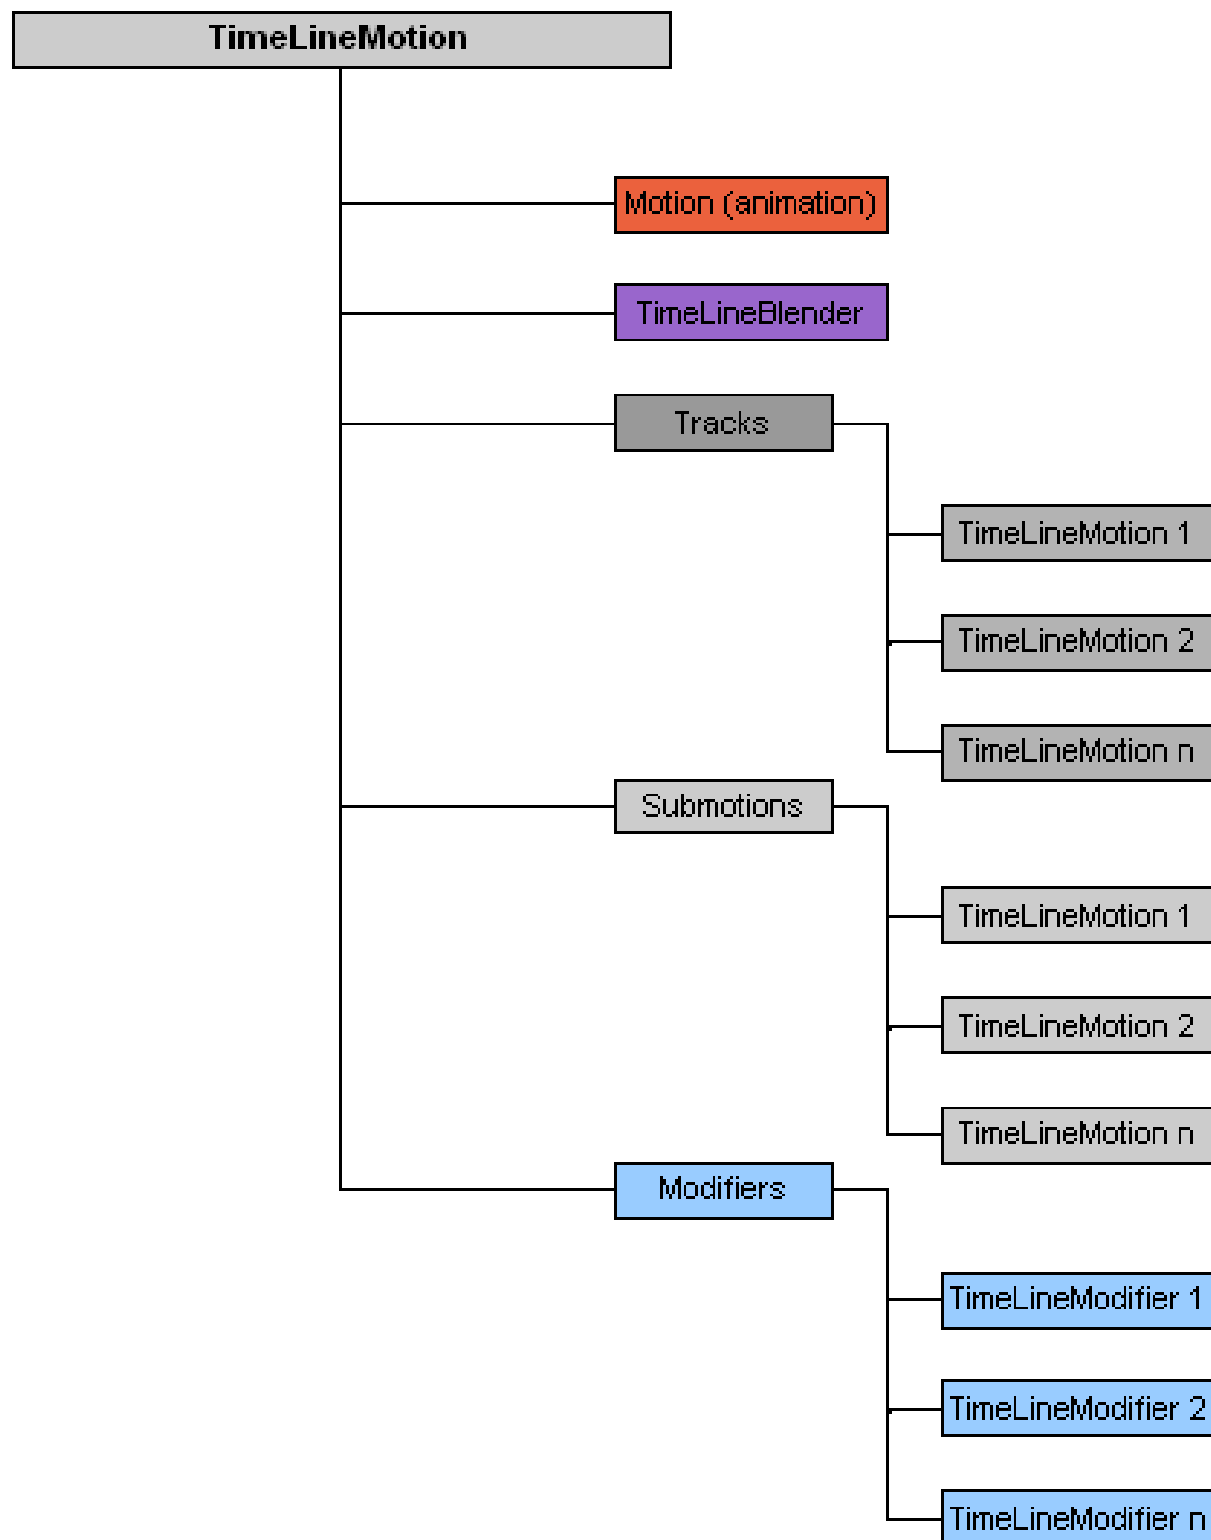 TimeLineMotion
Motion (animation)
TimeLineBlender
Tracks
TimeLineMotion 1
TimeLineMotion 2
TimeLineMotion n
Submotions
TimeLineMotion 1
TimeLineMotion 2
TimeLineMotion n
Modifiers
TimeLineModifier 1
TimeLineModifier 2
TimeLineModifier n